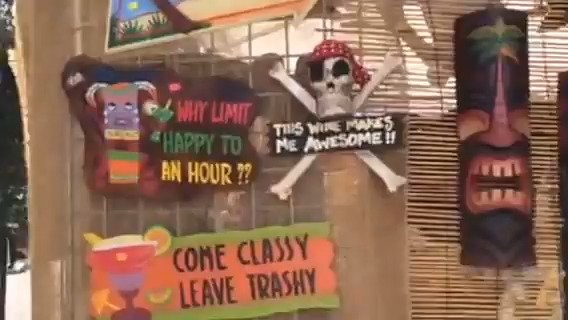 WHY LIMIT
HAPPY TO
AN HOUR ??
THIS WINE MAKES
ME AWESOME!!
COME CLASSY
LEAVE TRASHY